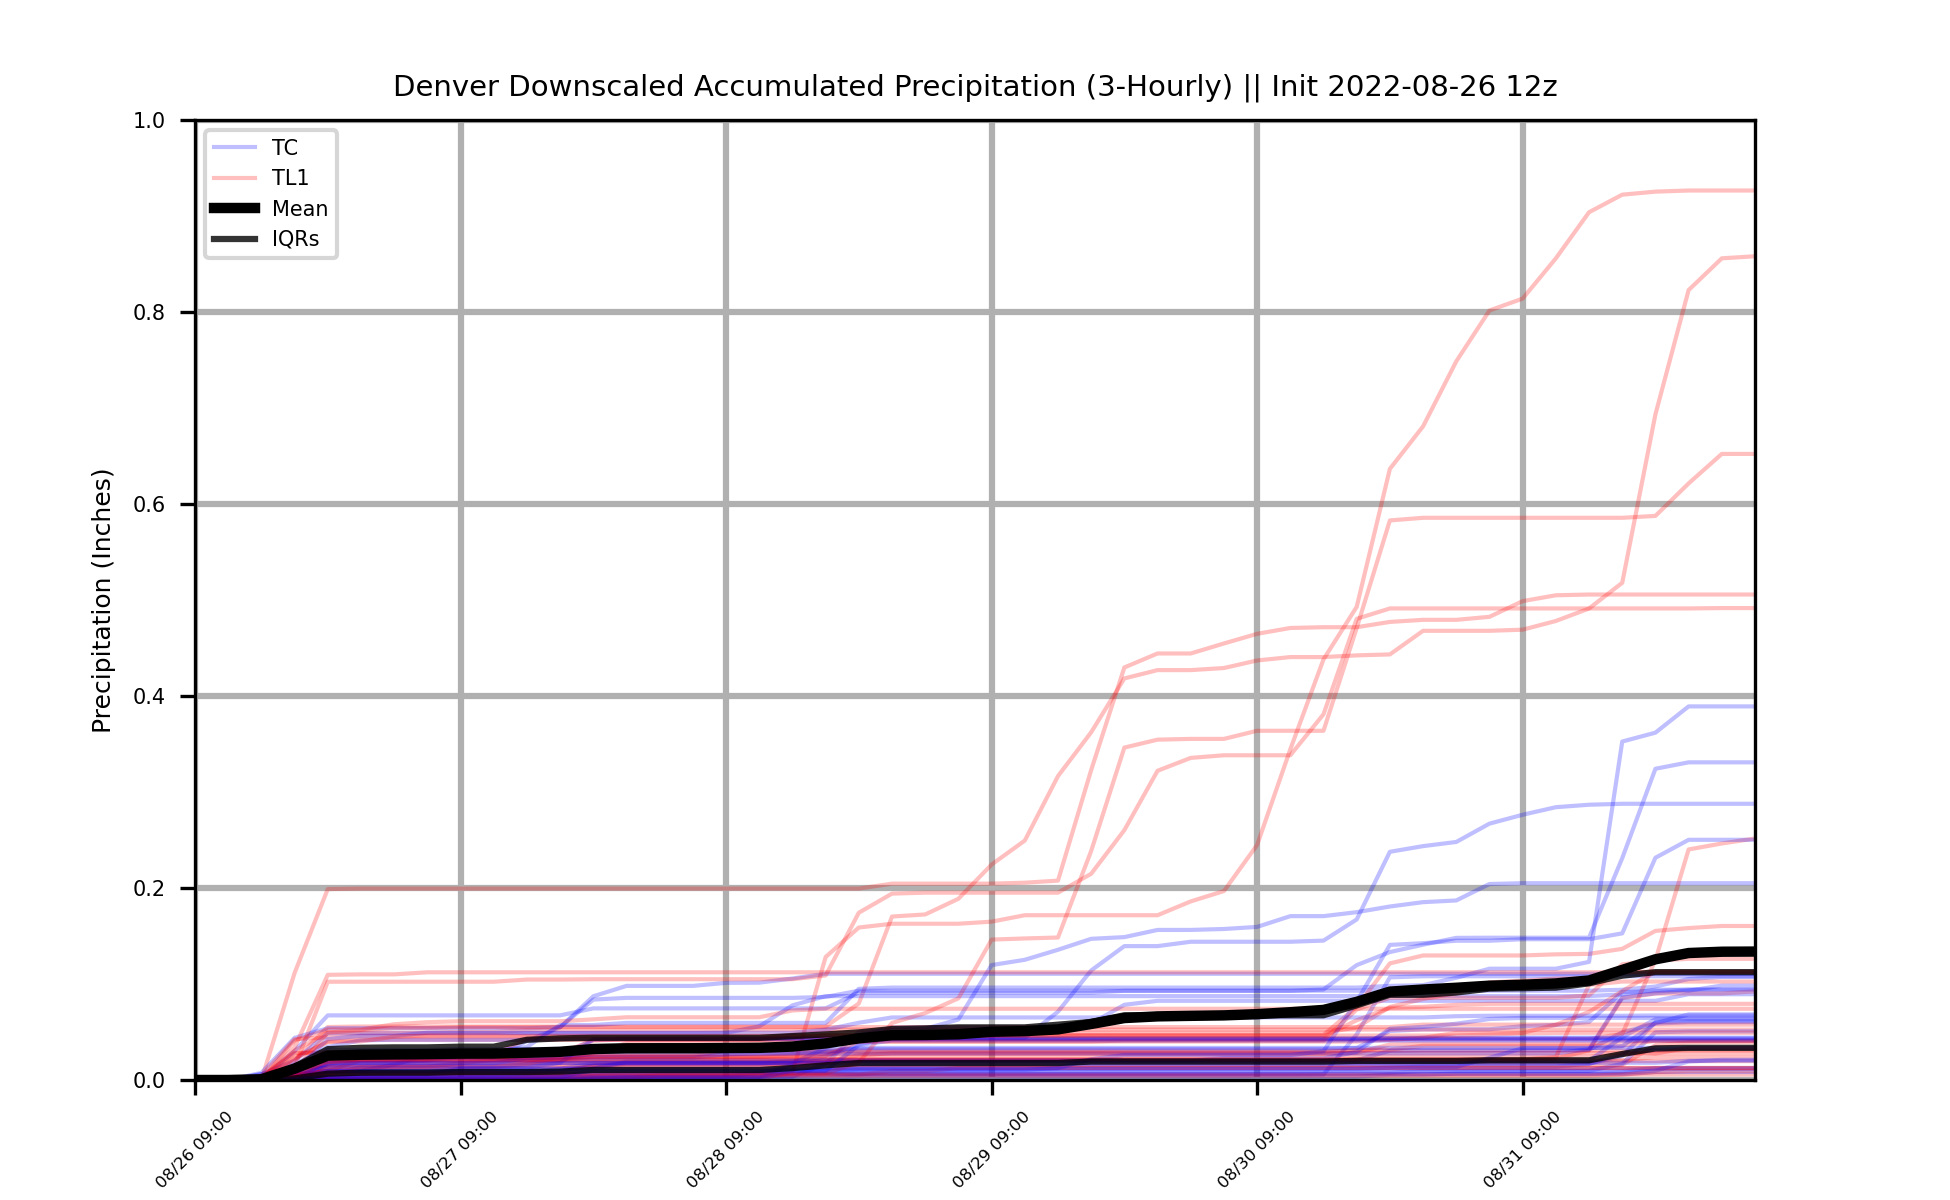 Denver Downscaled Accumulated Precipitation (3-Hourly) || Init 2022-08-26 12z
TC
TL1
Mean
IQRs
Precipitation (Inches)
1.0
0.8
0.6
0.4
0.2
0.0
08/26 09:00
08/27 09:00
08/28 09:00
08/29 09:00
08/30 09:00
08/31 09:00